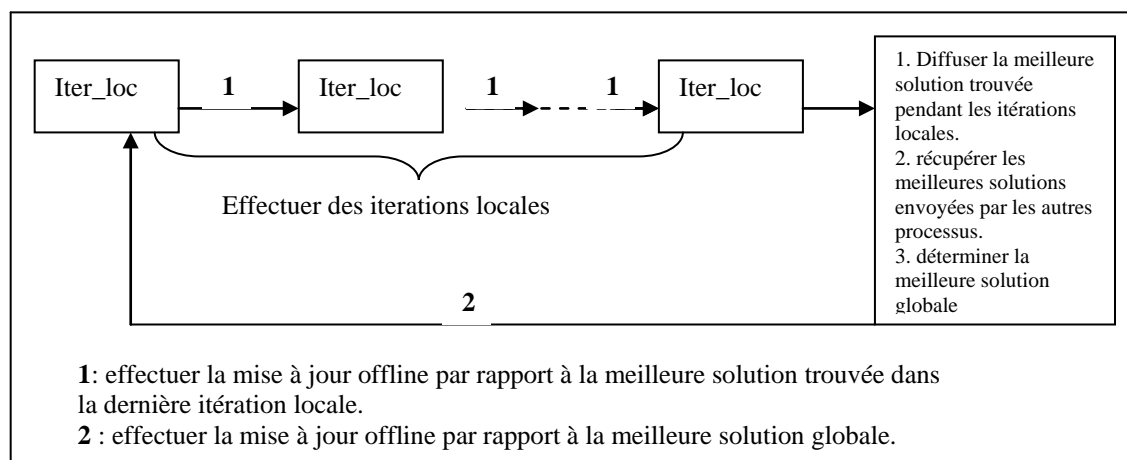 Iter_loc
1
Iter_loc
1
1
Iter_loc
1. Diffuser la meilleure
solution trouvée
pendant les itérations
locales.
2. récupérer les
meilleures solutions
envoyées par les autres
processus.
3. déterminer la
meilleure solution
globale
Effectuer des iterations locales
2
1: effectuer la mise à jour offline par rapport à la meilleure solution trouvée dans
la dernière itération locale.
2 : effectuer la mise à jour offline par rapport à la meilleure solution globale.